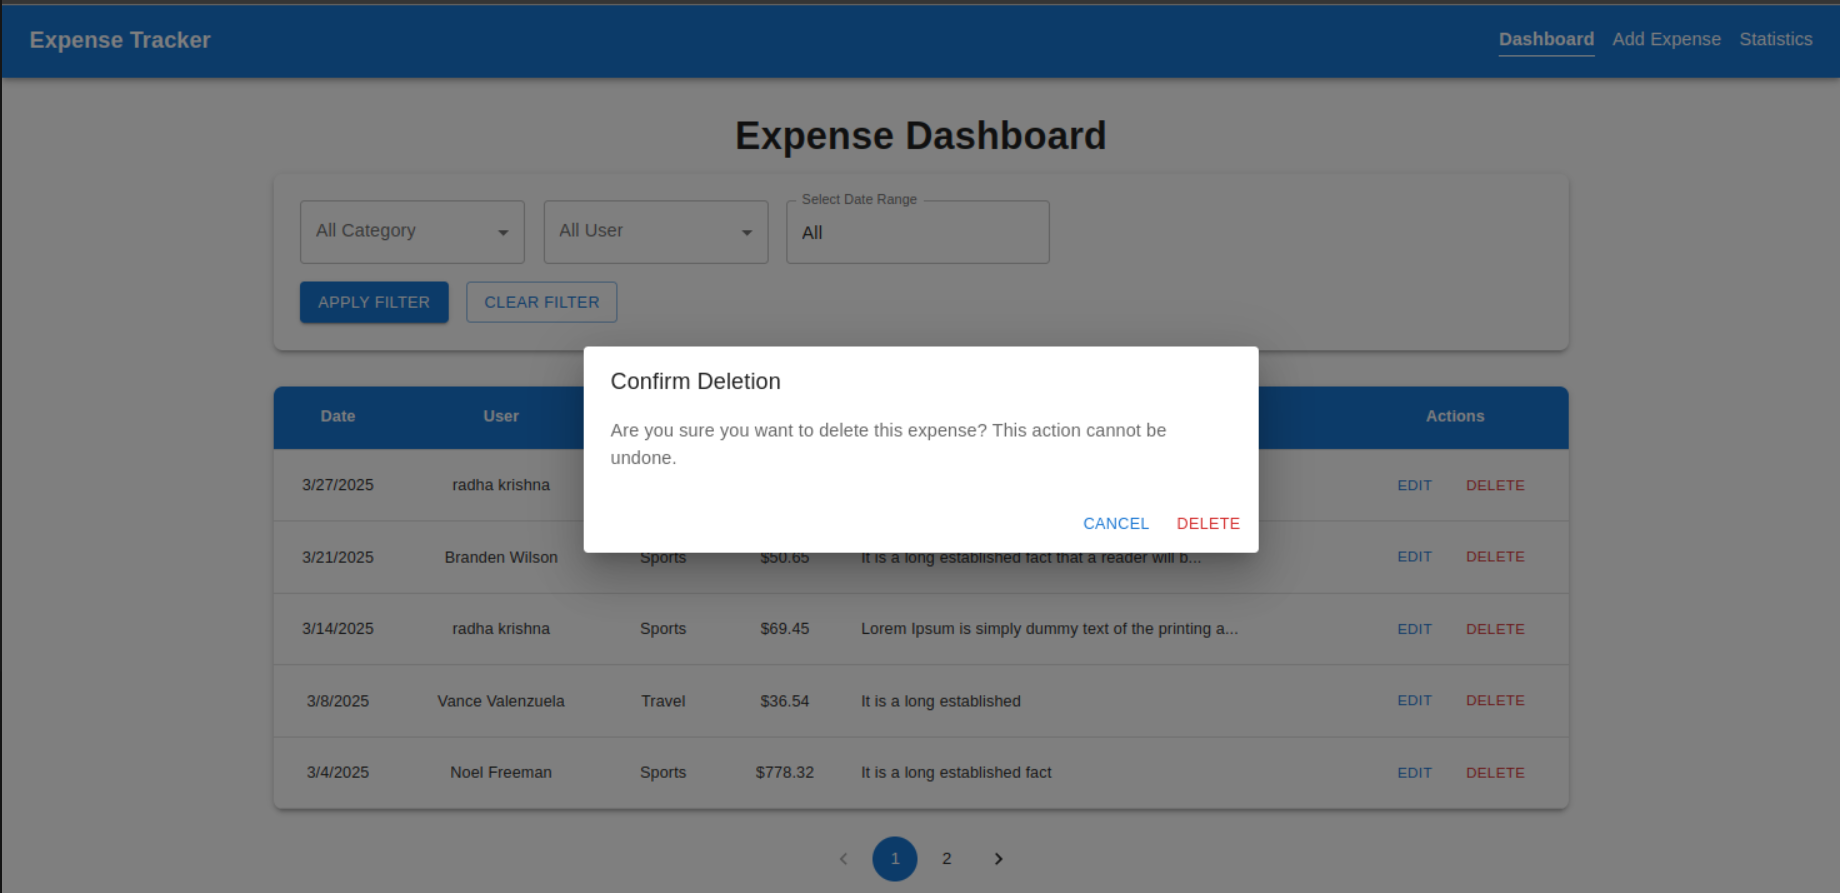 Expense Tracker
Dashboard Add Expense Statistics
Expense Dashboard
Select Date Range
All Category All User All
APPLY FILTER CLEAR FILTER
Confirm Deletion
Are you sure you want to delete this expense? This action cannot be
undone.
CANCEL DELETE
Date User Actions
3/27/2025 radha krishna EDIT DELETE
3/21/2025 Branden Wilson Sports $50.65 It is a long established fact that a reader will b... EDIT DELETE
3/14/2025 radha krishna Sports $69.45 Lorem Ipsum is simply dummy text of the printing a... EDIT DELETE
3/8/2025 Vance Valenzuela Travel $36.54 It is a long established EDIT DELETE
3/4/2025 Noel Freeman Sports $778.32 It is a long established fact EDIT DELETE
1 2